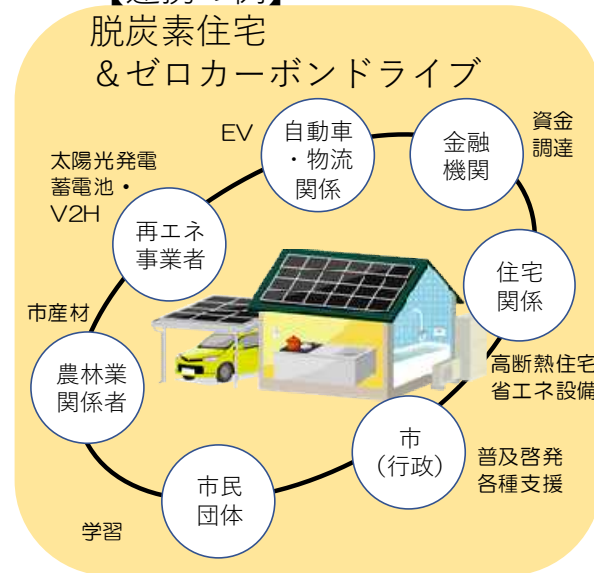 【連携の例】
脱炭素住宅
＆ゼロカーボンドライブ
EV
自動車
・物流
関係
金融
機関
資金
調達
太陽光発電
蓄電池・
V2H
再エネ
事業者
住宅
関係
市産材
農林業
関係者
高断熱住宅
省エネ設備
市
（行政）
普及啓発
各種支援
市民
団体
学習